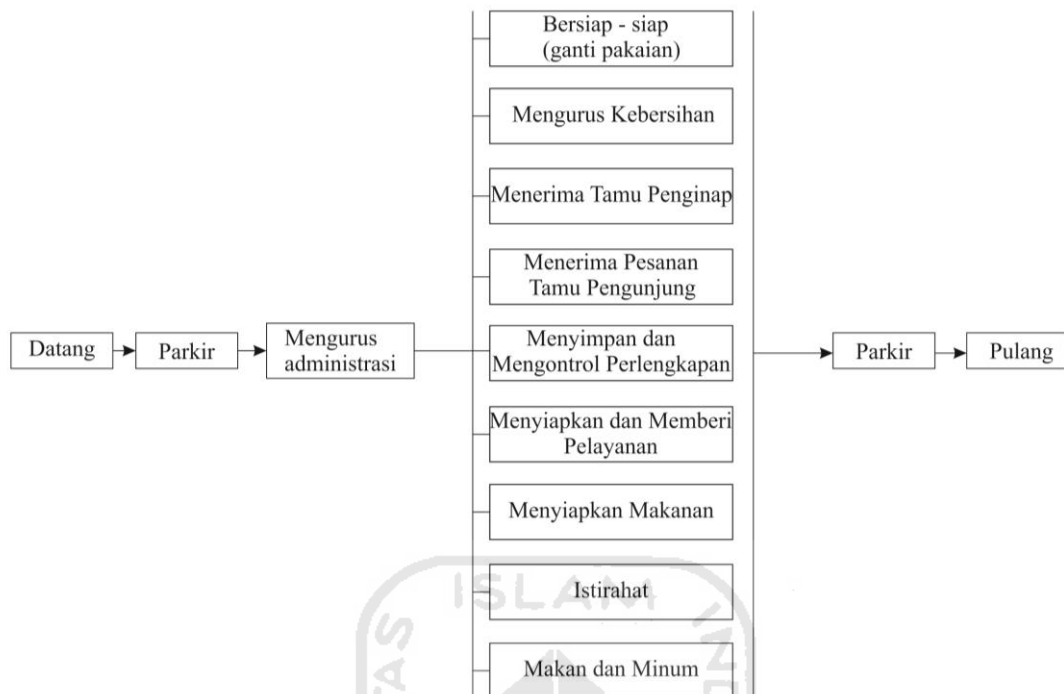 Bersiap - siap
(ganti pakaian)
Mengurus Kebersihan
Menerima Tamu Penginap
Menerima Pesanan
Tamu Pengunjung
Datang
Parkir
Mengurus
administrasi
Menyimpan dan
Mengontrol Perlengkapan
Parkir
Pulang
Menyiapkan dan Memberi
Pelayanan
Menyiapkan Makanan
Istirahat
Makan dan Minum
ISLAM